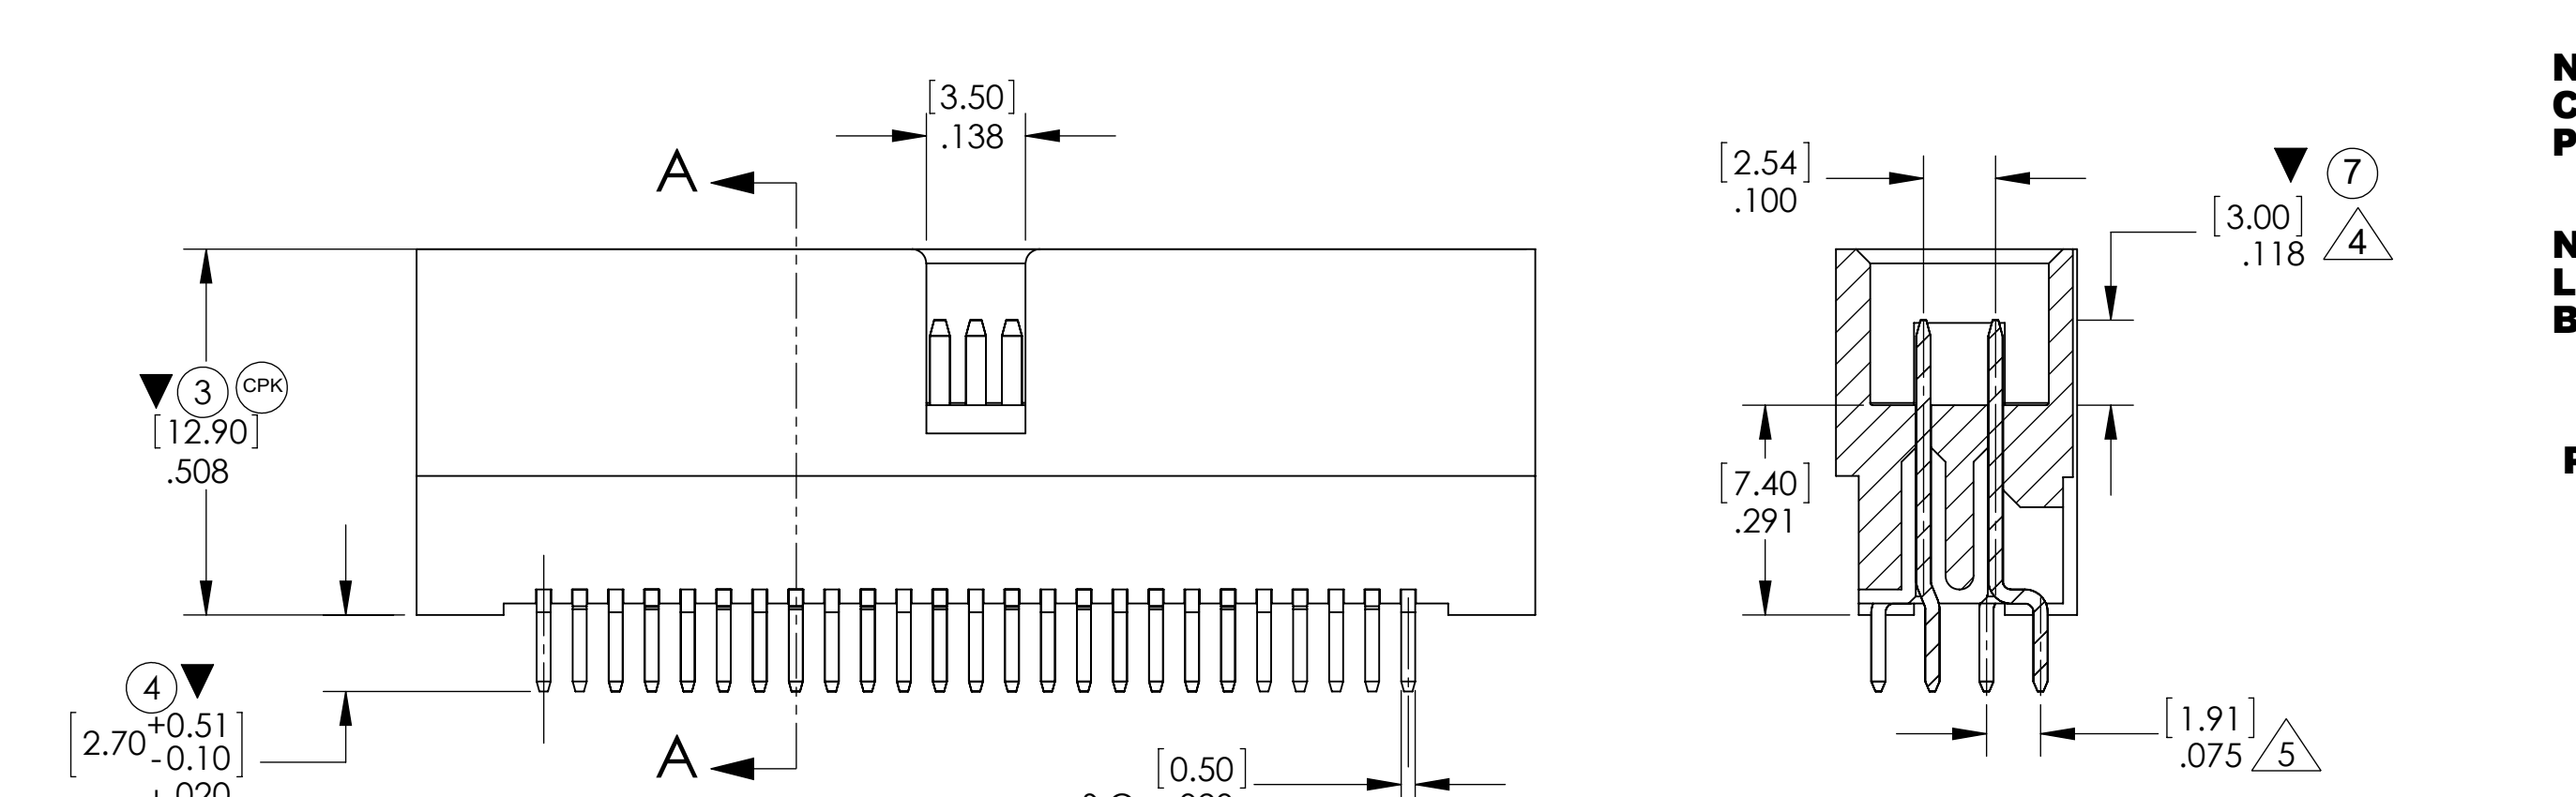 [3.50]
.138
A
[2.54]
.100
7
[3.00]
.118
4
3
CPK
[12.90]
.508
[7.40]
.291
4
[2.70 +0.51
-0.10]
A
[0.50]
[1.91]
.075
5
N
C
P
N
L
B